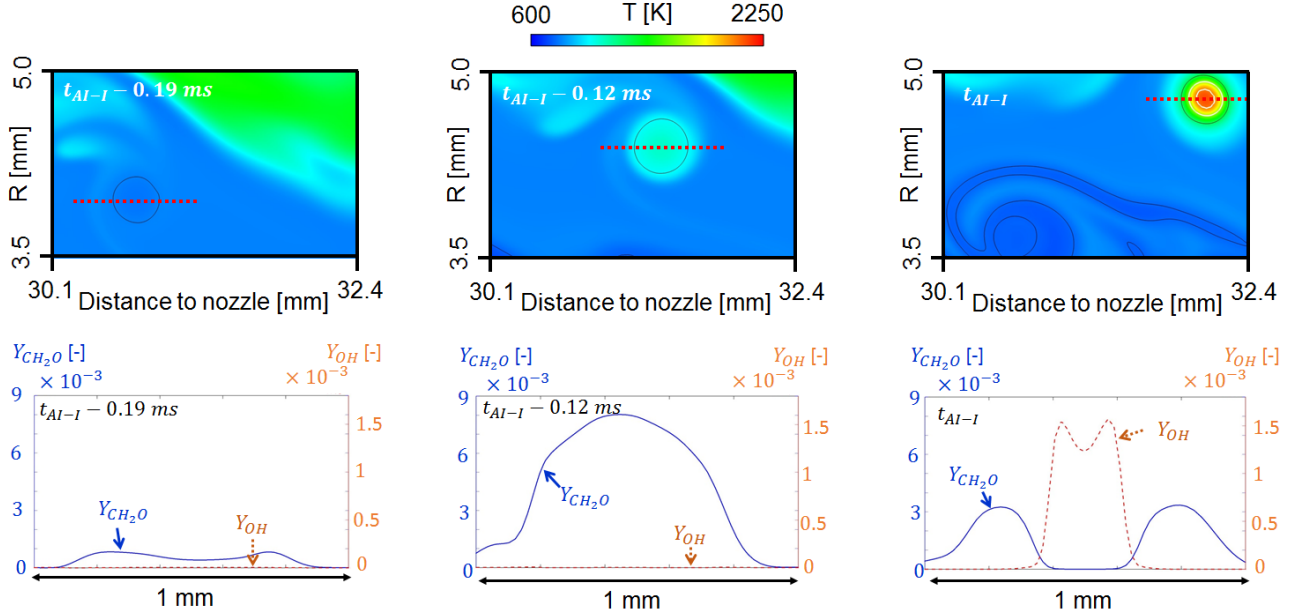 600 T [K] 2250
5.0
R [mm]
3.5
t_{AI-I} − 0.19 ms
30.1 Distance to nozzle [mm] 32.4
5.0
R [mm]
3.5
t_{AI-I} − 0.12 ms
30.1 Distance to nozzle [mm] 32.4
5.0
R [mm]
3.5
t_{AI-I}
30.1 Distance to nozzle [mm] 32.4
Y_{CH_2O} [-]
× 10^{-3}
Y_{OH} [-]
× 10^{-3}
9
6
3
0
t_{AI-I} − 0.19 ms
Y_{CH_2O}
Y_{OH}
1.5
1
0.5
0
1 mm
Y_{CH_2O} [-]
× 10^{-3}
Y_{OH} [-]
× 10^{-3}
9
6
3
0
t_{AI-I} − 0.12 ms
Y_{CH_2O}
Y_{OH}
1.5
1
0.5
0
1 mm
Y_{CH_2O} [-]
× 10^{-3}
Y_{OH} [-]
× 10^{-3}
9
6
3
0
t_{AI-I}
Y_{OH}
Y_{CH_2O}
1.5
1
0.5
0
1 mm